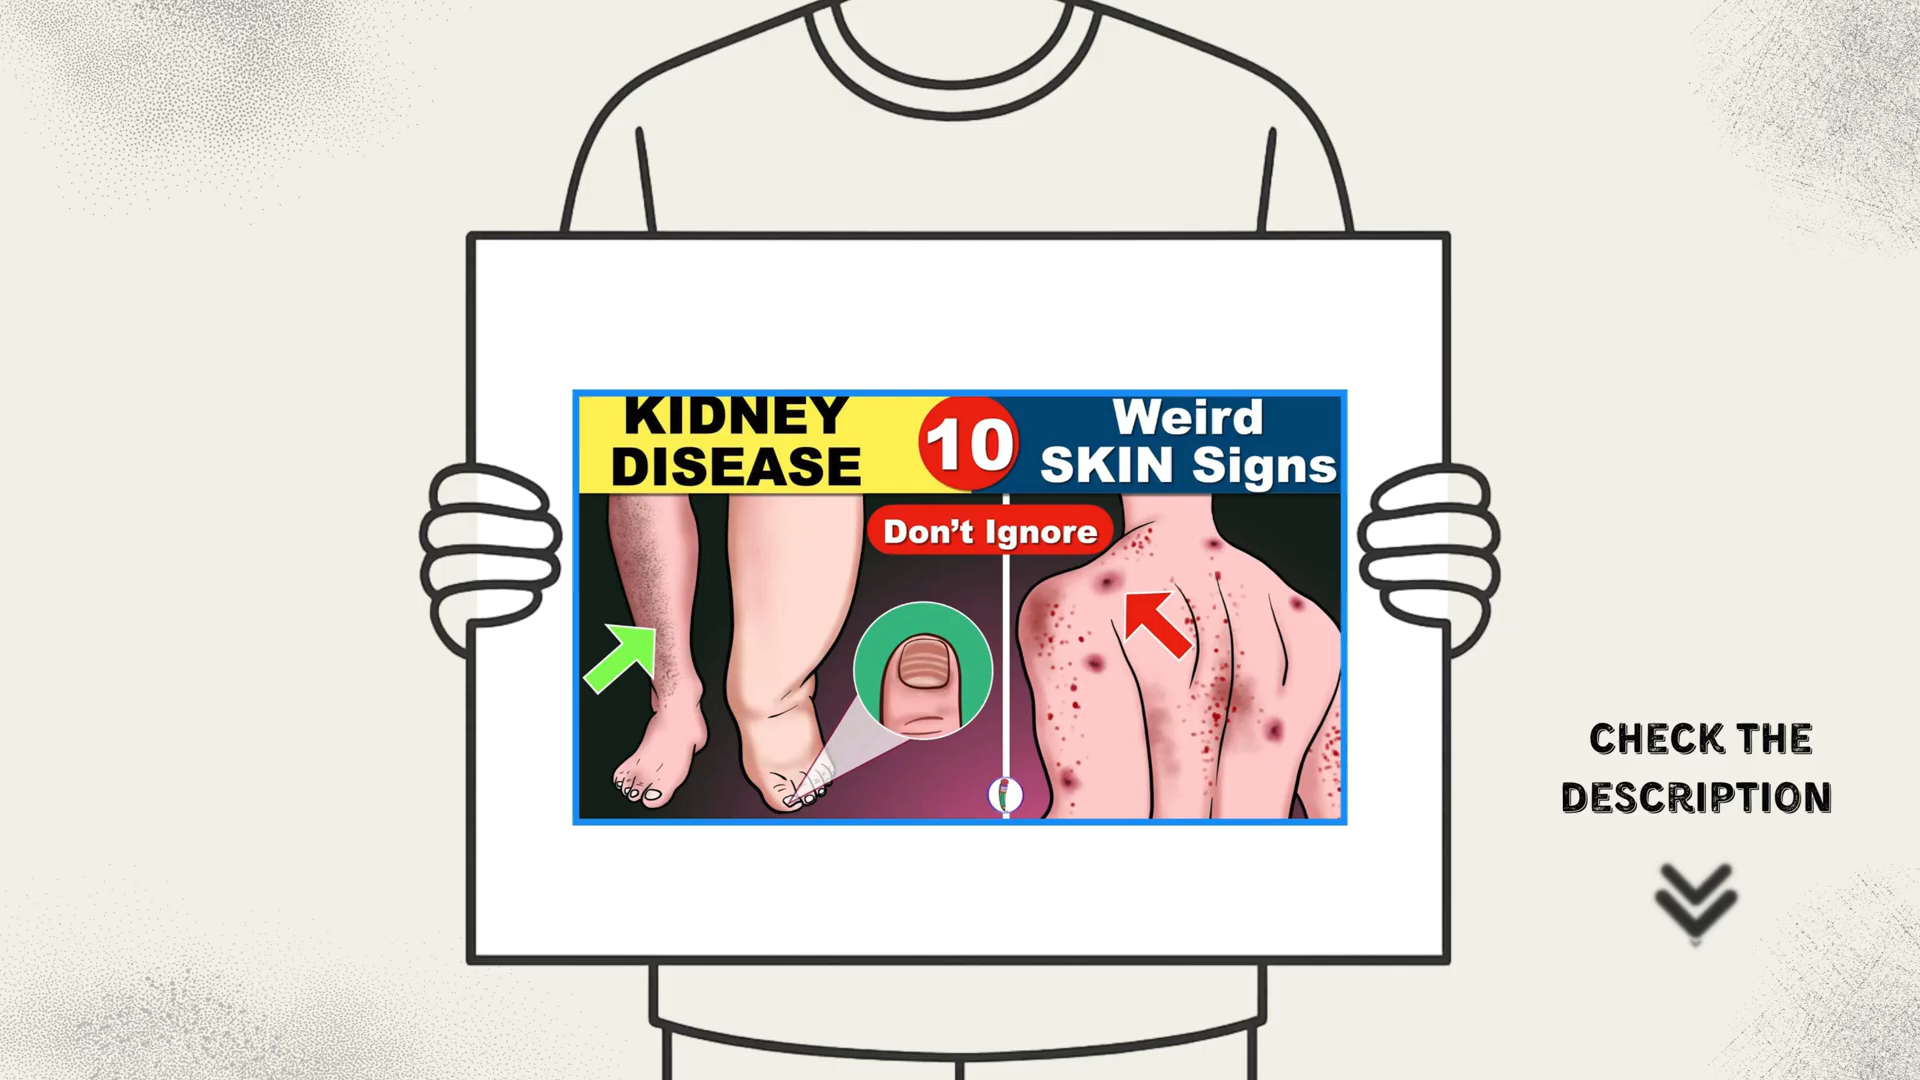 KIDNEY
DISEASE
10
Weird
SKIN Signs
Don't Ignore
CHECK THE
DESCRIPTION